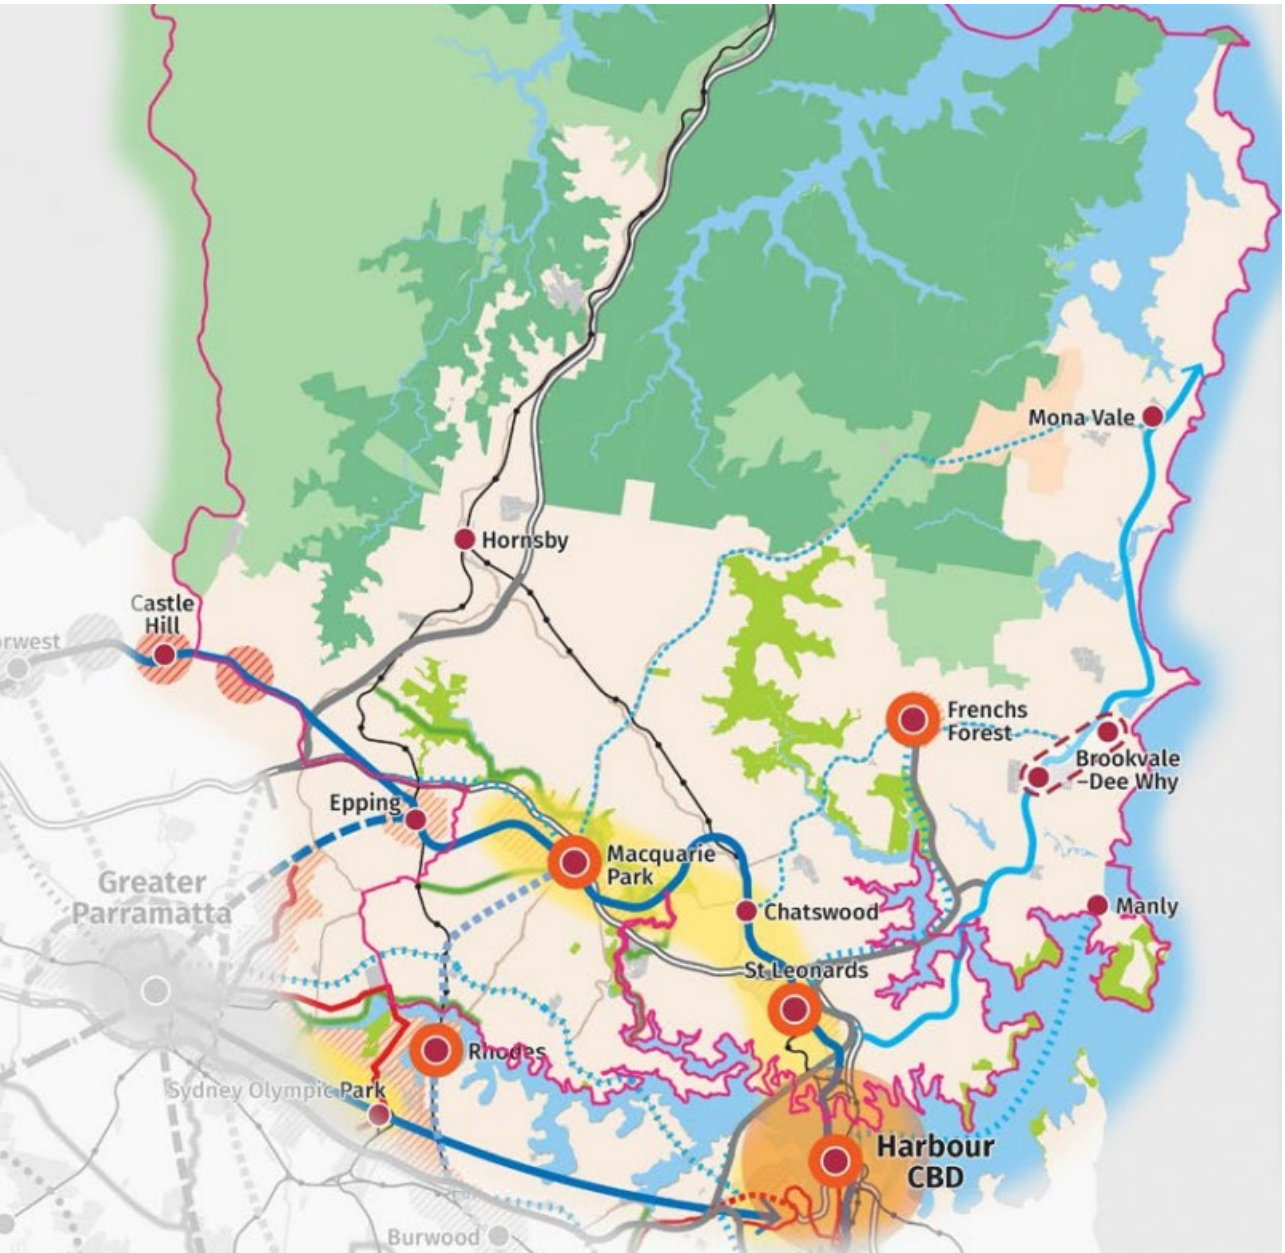 Mona Vale
Hornsby
Castle
Hill
Frenchs
Forest
Brookvale
–Dee Why
Epping
Macquarie
Park
Greater
Parramatta
Chatswood
Manly
St Leonards
Rhodes
Sydney Olympic Park
Harbour
CBD
Burwood